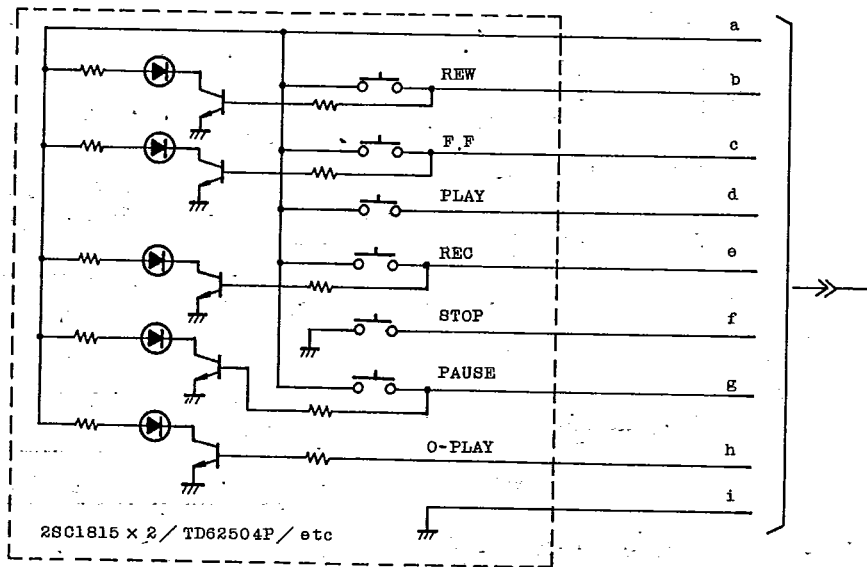 a
REW
b
F.F
c
PLAY
d
REC
e
STOP
f
PAUSE
g
O-PLAY
h
i
2SC1815 × 2 / TD62504P / etc